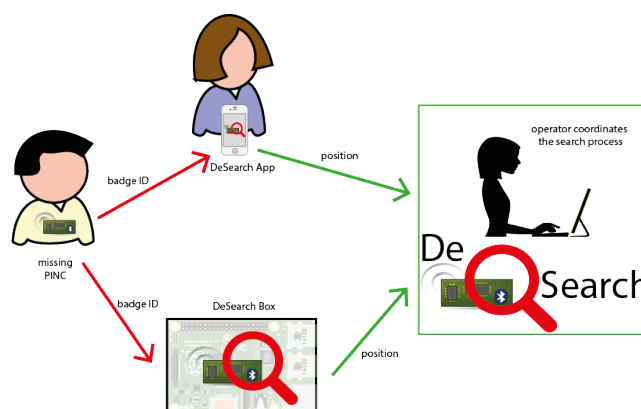 DeSearch App
badge ID
position
operator coordinates
the search process
missing
PINC
badge ID
DeSearch Box
position
De
Search